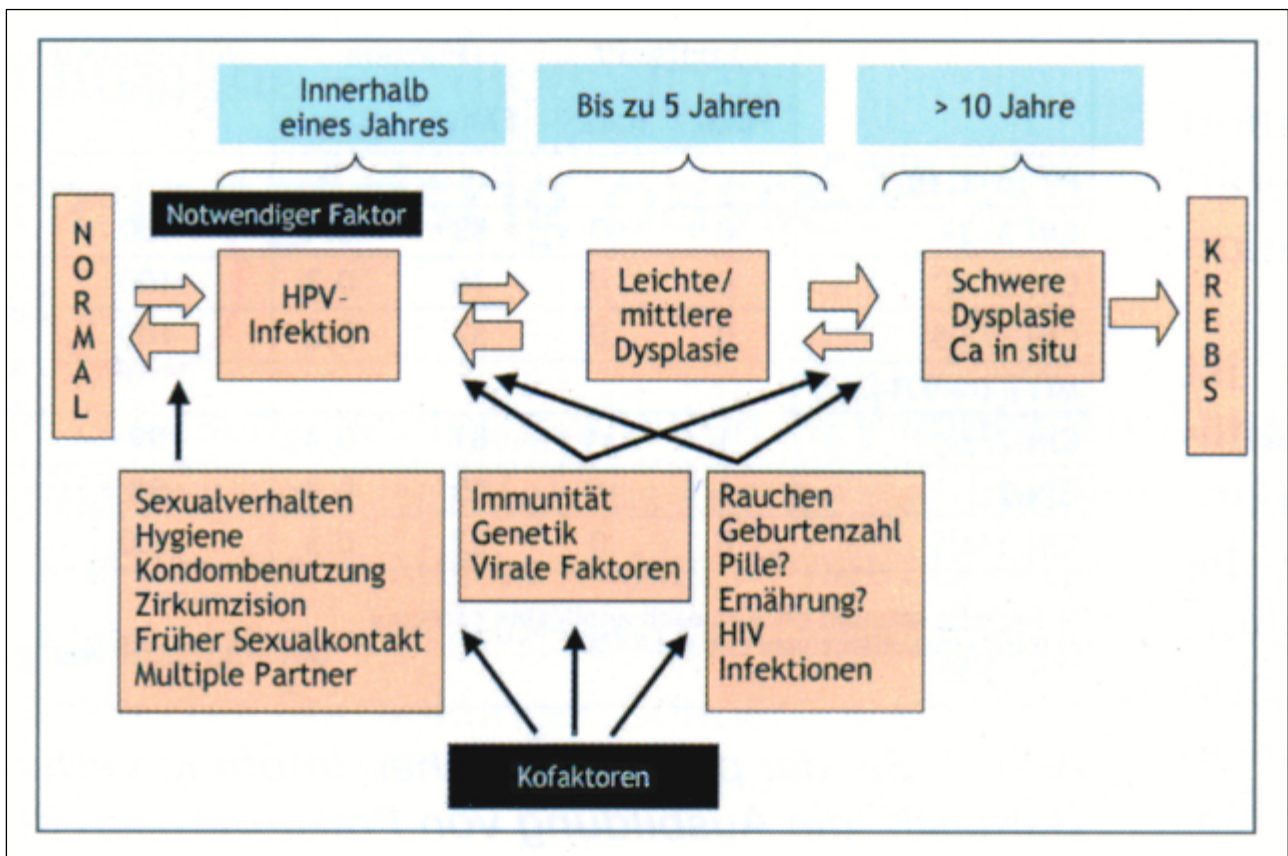 Innerhalb
eines Jahres
Bis zu 5 Jahren
> 10 Jahre
Notwendiger Faktor
NORMAL
HPV-
Infektion
Leichte/
mittlere
Dysplasie
Schwere
Dysplasie
Ca in situ
KREBS
Sexualverhalten
Hygiene
Kondombenutzung
Zirkumzision
Früher Sexualkontakt
Multiple Partner
Immunität
Genetik
Virale Faktoren
Rauchen
Geburtenzahl
Pille?
Ernährung?
HIV
Infektionen
Kofaktoren